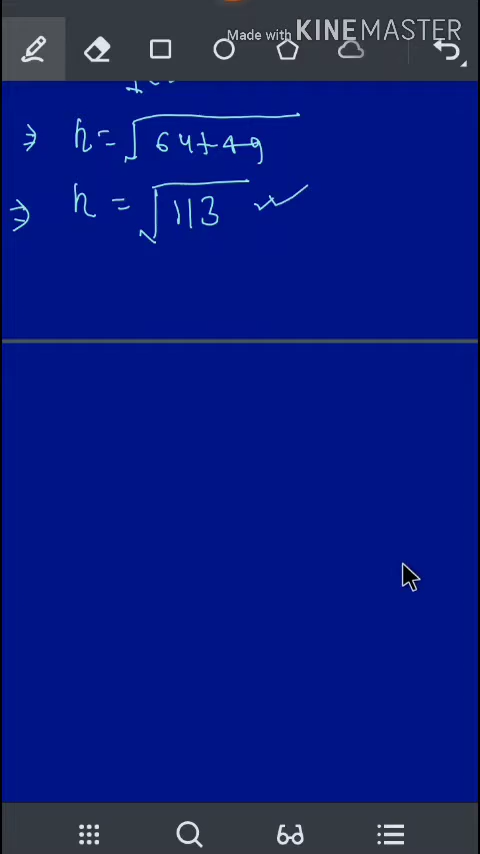 Made with KINEMASTER
⇒ h = √64+49
⇒ h = √113